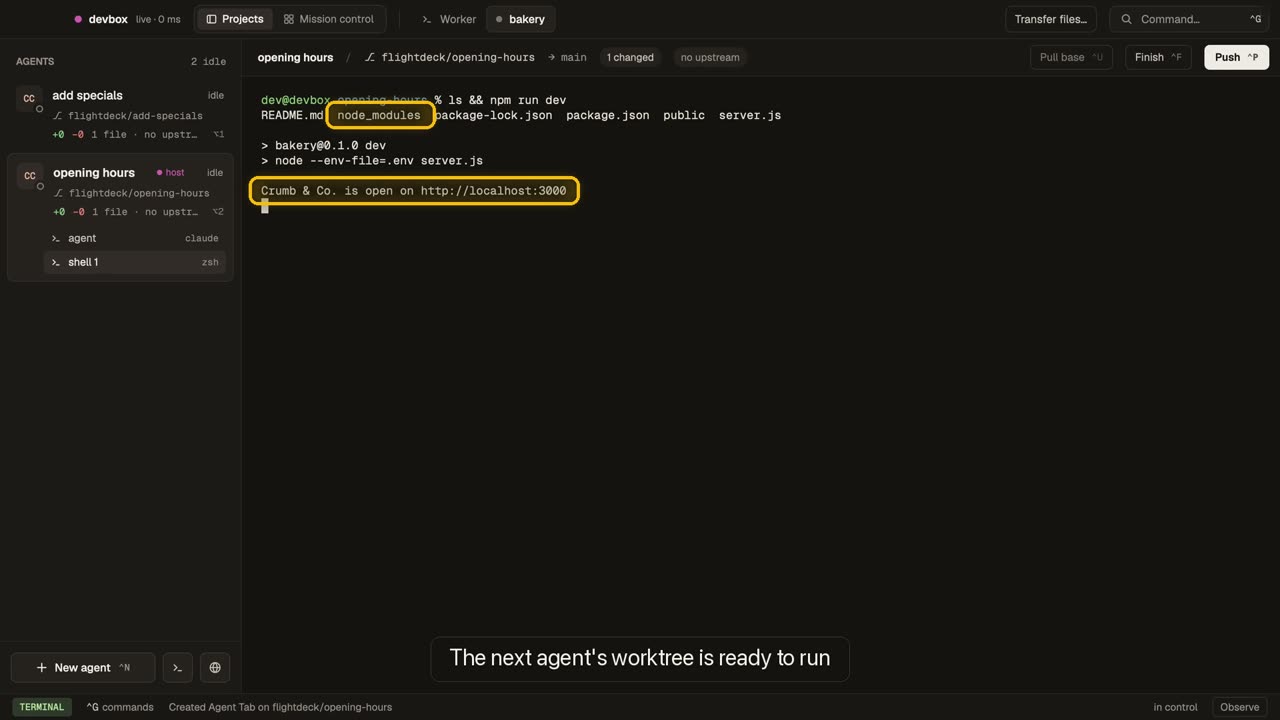 devbox live · 0 ms Projects Mission control Worker bakery Transfer files... Command... ^G
AGENTS 2 idle
opening hours / flightdeck/opening-hours → main 1 changed no upstream Pull base ^U Finish ^F Push ^P
CC add specials idle
flightdeck/add-specials
+0 −0 1 file · no upstr… ⌥1
CC opening hours host idle
flightdeck/opening-hours
+0 −0 1 file · no upstr… ⌥2
agent claude
shell 1 zsh
dev@devbox opening-hours % ls && npm run dev
README.md node_modules package-lock.json package.json public server.js
> bakery@0.1.0 dev
> node --env-file=.env server.js
Crumb & Co. is open on http://localhost:3000
The next agent's worktree is ready to run
+ New agent ^N
TERMINAL ^G commands Created Agent Tab on flightdeck/opening-hours in control Observe